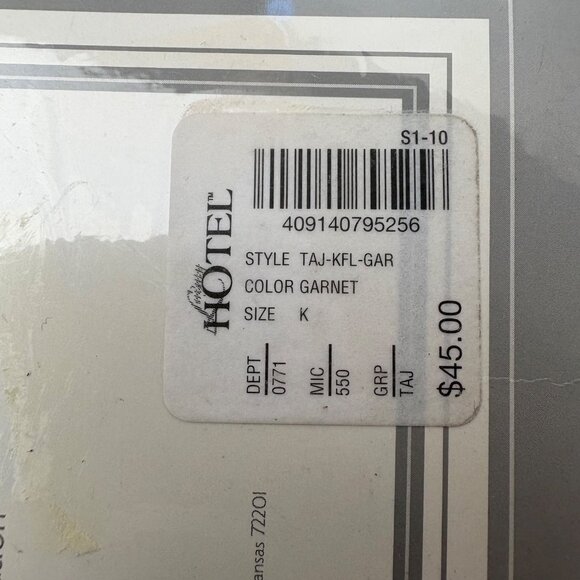 S1-10
409140795256
HOTEL™
STYLE TAJ-KFL-GAR
COLOR GARNET
SIZE K
DEPT
0771
MIC
550
GRP
TAJ
$45.00
ansas 72201